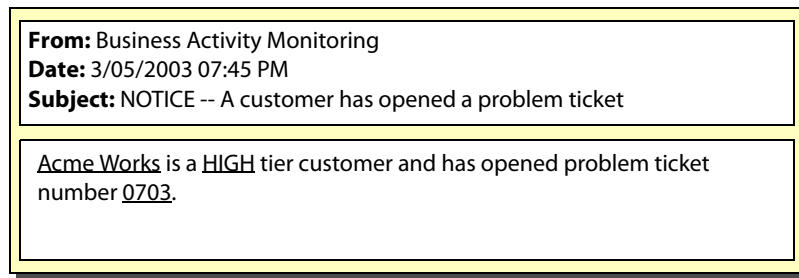 From: Business Activity Monitoring
Date: 3/05/2003 07:45 PM
Subject: NOTICE -- A customer has opened a problem ticket
Acme Works is a HIGH tier customer and has opened problem ticket
number 0703.